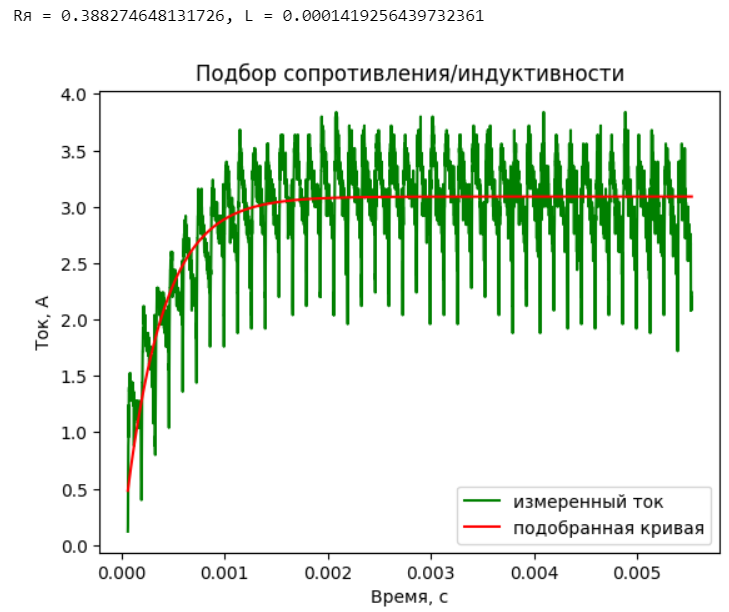 Rя = 0.388274648131726, L = 0.0001419256439732361
Подбор сопротивления/индуктивности
4.0
3.5
3.0
2.5
2.0
1.5
1.0
0.5
0.0
Ток, А
измеренный ток
подобранная кривая
0.000 0.001 0.002 0.003 0.004 0.005
Время, с